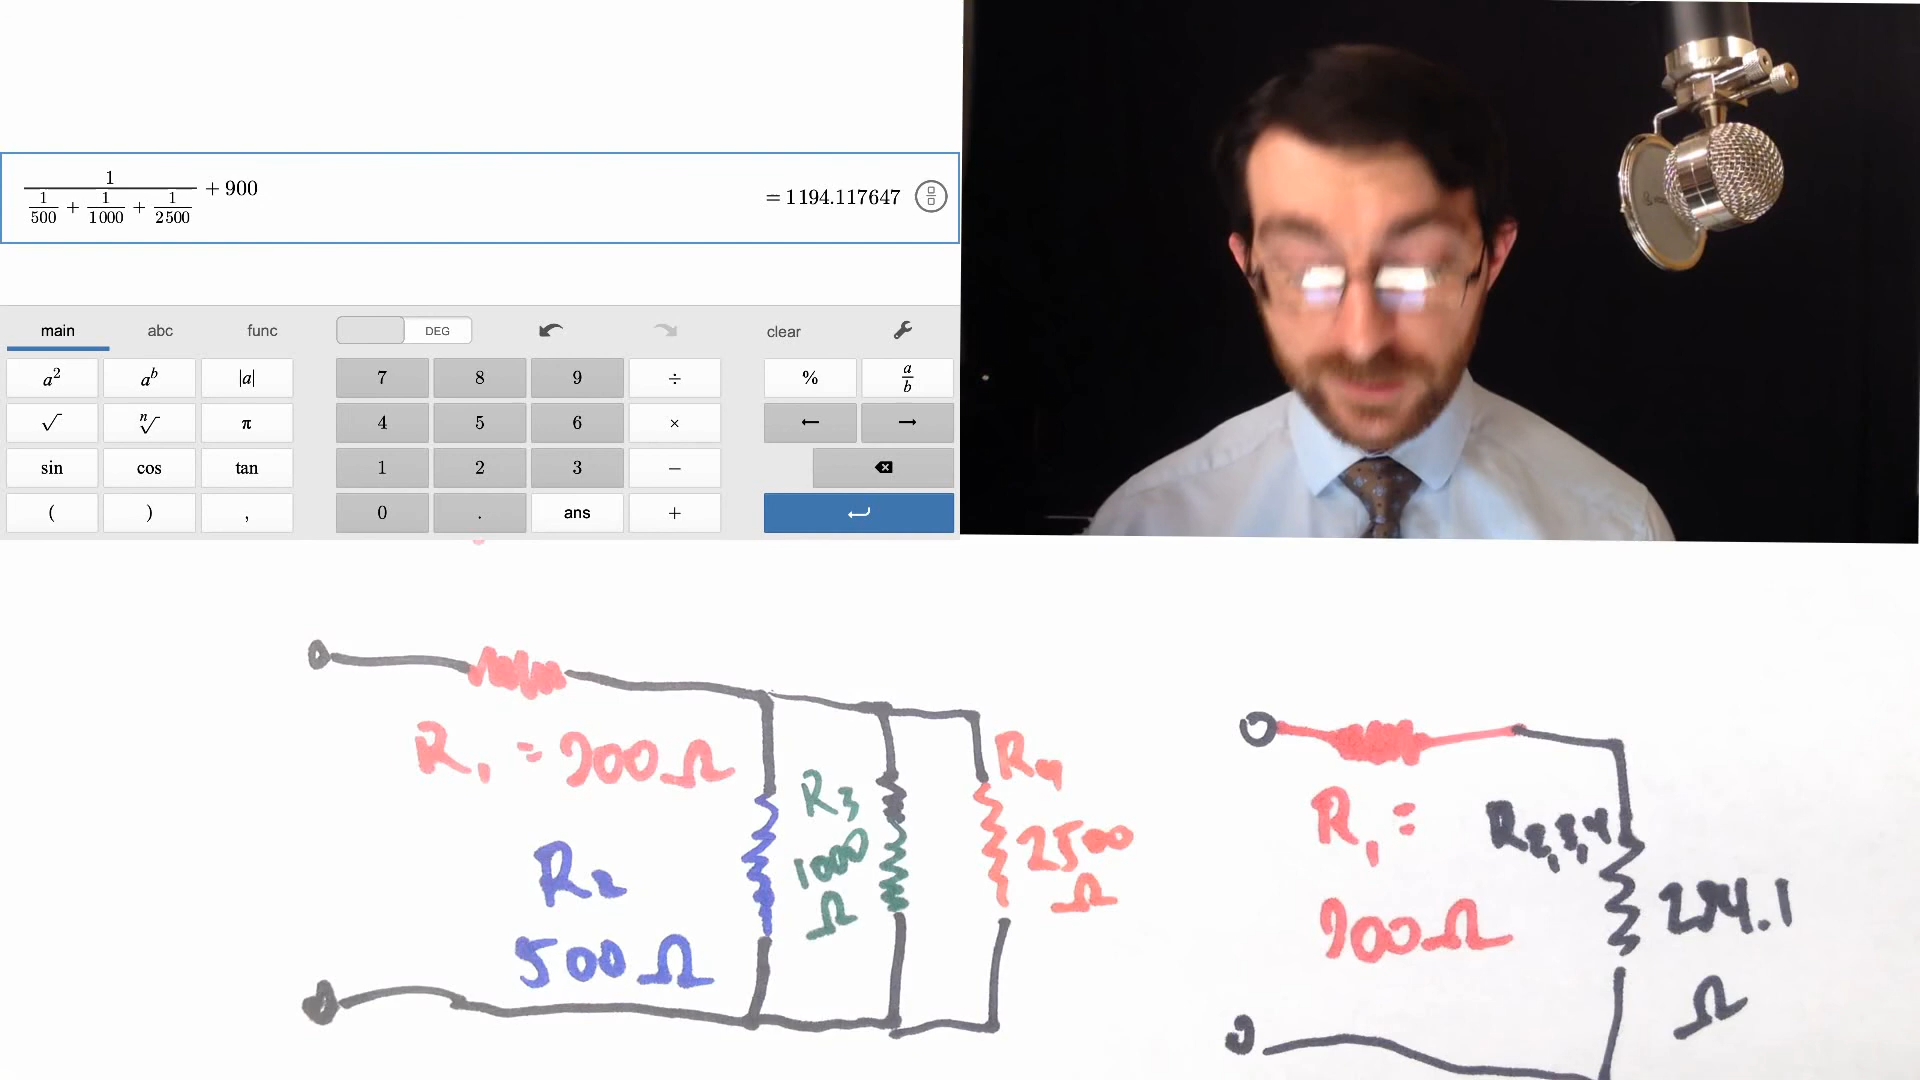 1
1/500 + 1/1000 + 1/2500 + 900
= 1194.117647
main abc func DEG clear
a² aᵇ |a| 7 8 9 ÷ % a/b
√ ⁿ√ π 4 5 6 × ← →
sin cos tan 1 2 3 −
( ) , 0 . ans +
R₁ = 900Ω
R₂
500 Ω
R₃
1000
Ω
R₄
2500
Ω
R₁ =
900Ω
R₂,₃,₄
294.1
Ω